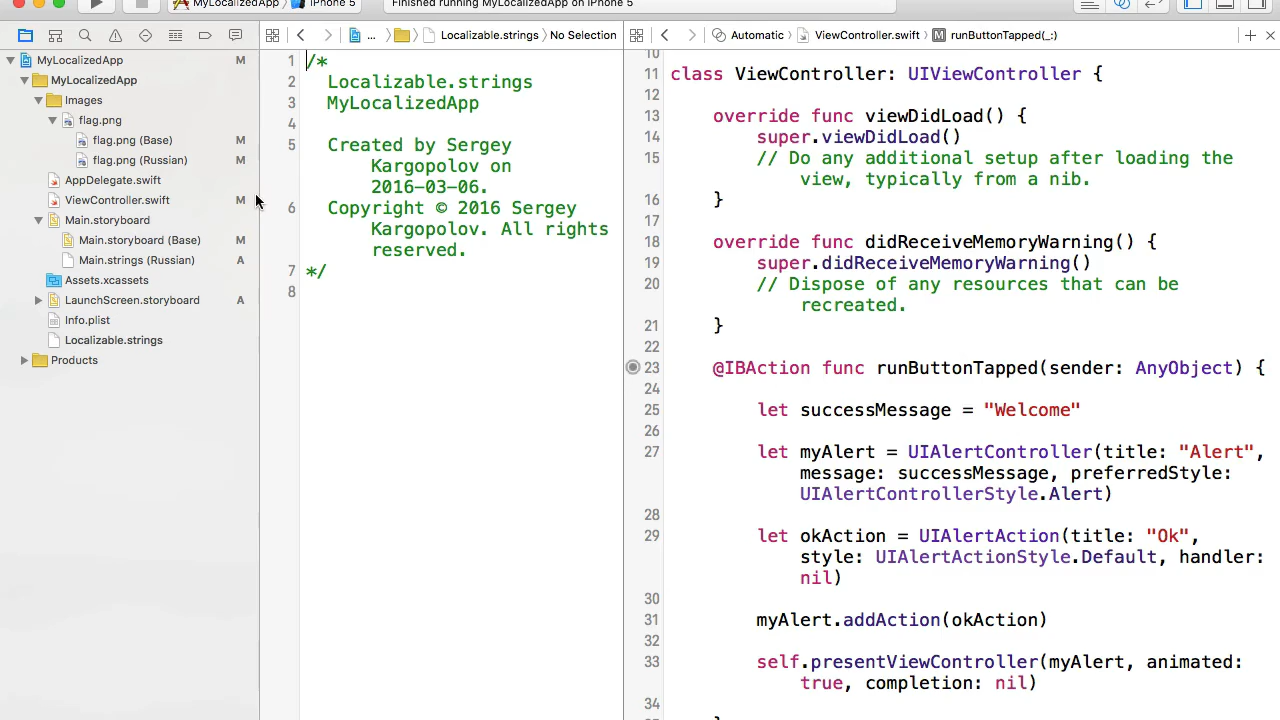 MyLocalizedApp iPhone 5 Finished running MyLocalizedApp on iPhone 5
... Localizable.strings No Selection
Automatic ViewController.swift M runButtonTapped(_:)
MyLocalizedApp M
MyLocalizedApp
Images
flag.png
flag.png (Base) M
flag.png (Russian) M
AppDelegate.swift
ViewController.swift M
Main.storyboard
Main.storyboard (Base) M
Main.strings (Russian) A
Assets.xcassets
LaunchScreen.storyboard A
Info.plist
Localizable.strings
Products
1 /*
2 Localizable.strings
3 MyLocalizedApp
4
5 Created by Sergey
Kargopolov on
2016-03-06.
6 Copyright © 2016 Sergey
Kargopolov. All rights
reserved.
7 */
8
10
11 class ViewController: UIViewController {
12
13 override func viewDidLoad() {
14 super.viewDidLoad()
15 // Do any additional setup after loading the
view, typically from a nib.
16 }
17
18 override func didReceiveMemoryWarning() {
19 super.didReceiveMemoryWarning()
20 // Dispose of any resources that can be
recreated.
21 }
22
23 @IBAction func runButtonTapped(sender: AnyObject) {
24
25 let successMessage = "Welcome"
26
27 let myAlert = UIAlertController(title: "Alert",
message: successMessage, preferredStyle:
UIAlertControllerStyle.Alert)
28
29 let okAction = UIAlertAction(title: "Ok",
style: UIAlertActionStyle.Default, handler:
nil)
30
31 myAlert.addAction(okAction)
32
33 self.presentViewController(myAlert, animated:
true, completion: nil)
34